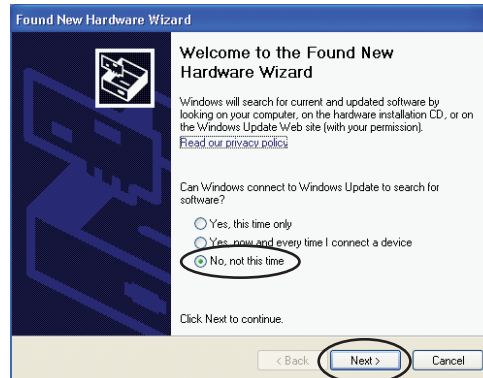 Found New Hardware Wizard
Welcome to the Found New
Hardware Wizard
Windows will search for current and updated software by
looking on your computer, on the hardware installation CD, or on
the Windows Update Web site (with your permission).
Read our privacy policy
Can Windows connect to Windows Update to search for
software?
Yes, this time only
Yes, now and every time I connect a device
No, not this time
Click Next to continue.
< Back
Next >
Cancel